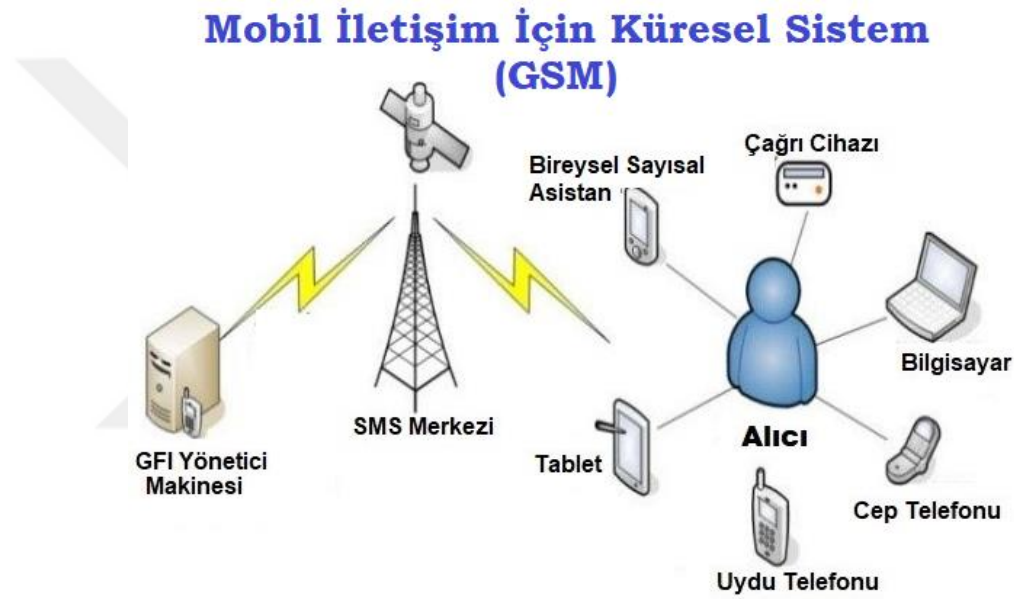 Mobil İletişim İçin Küresel Sistem
(GSM)
Bireysel Sayısal
Asistan
Çağrı Cihazı
Bilgisayar
Alıcı
Cep Telefonu
Uydu Telefonu
Tablet
SMS Merkezi
GFI Yönetici
Makinesi